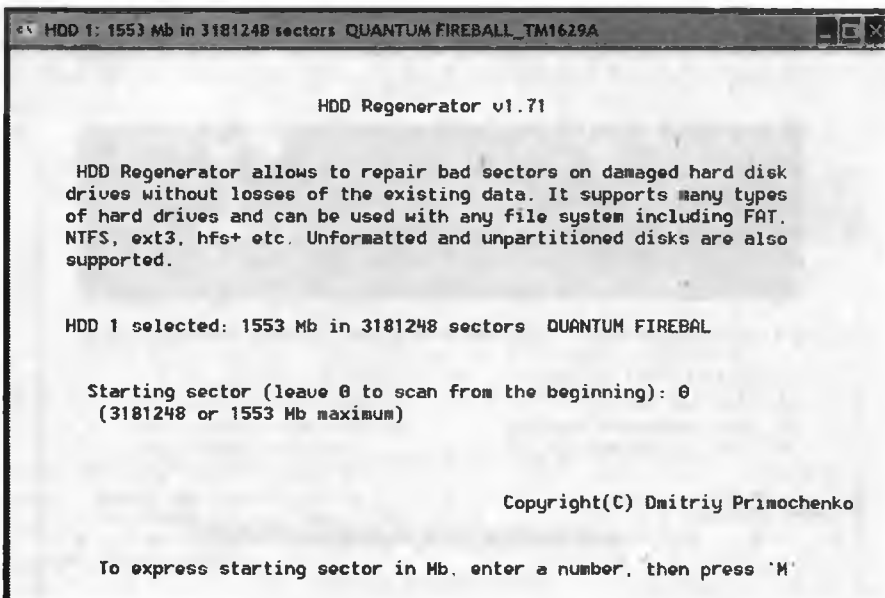 HDD 1: 1553 Mb in 3181248 sectors QUANTUM FIREBALL_TM1629A
HDD Regenerator v1.71
HDD Regenerator allows to repair bad sectors on damaged hard disk
drives without losses of the existing data. It supports many types
of hard drives and can be used with any file system including FAT,
NTFS, ext3, hfs+ etc. Unformatted and unpartitioned disks are also
supported.
HDD 1 selected: 1553 Mb in 3181248 sectors QUANTUM FIREBAL
Starting sector (leave 0 to scan from the beginning): 0
(3181248 or 1553 Mb maximum)
Copyright(C) Dmitriy Primochenko
To express starting sector in Mb, enter a number, then press 'M'